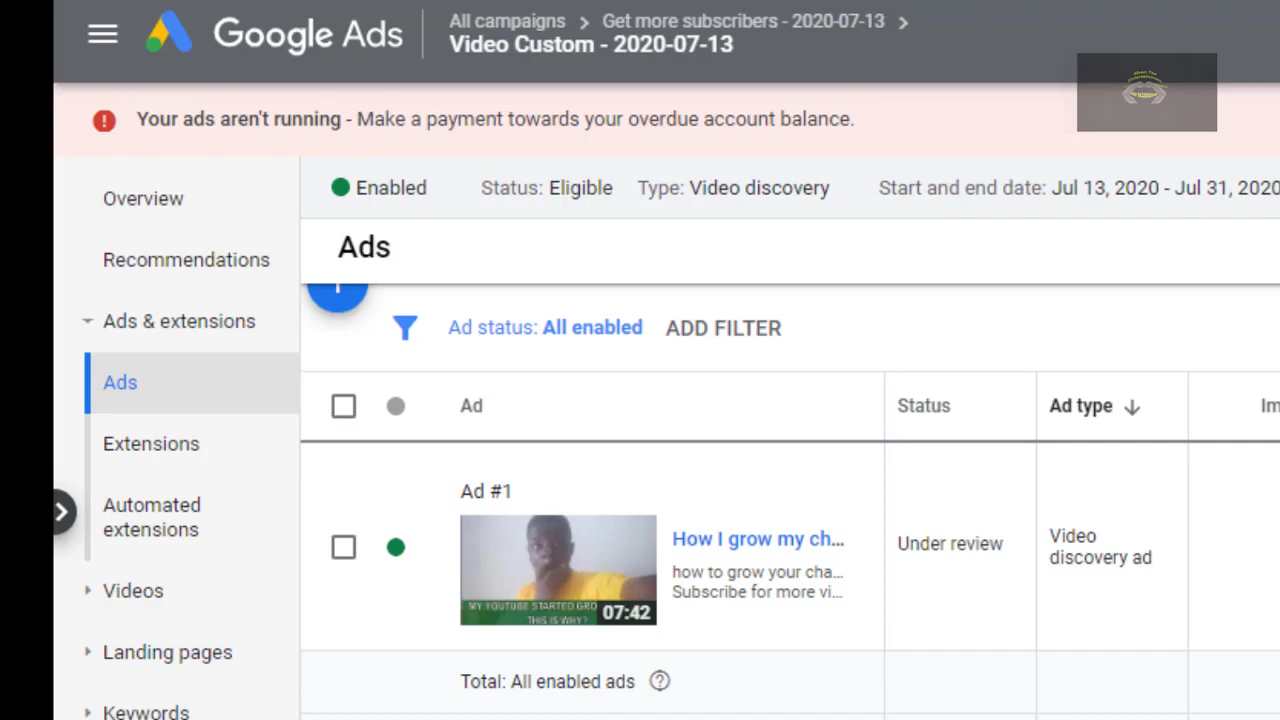 Google Ads
All campaigns > Get more subscribers - 2020-07-13 >
Video Custom - 2020-07-13
Your ads aren't running - Make a payment towards your overdue account balance.
Overview
Recommendations
Ads & extensions
Ads
Extensions
Automated
extensions
Videos
Landing pages
Keywords
Enabled Status: Eligible Type: Video discovery Start and end date: Jul 13, 2020 - Jul 31, 2020
Ads
Ad status: All enabled ADD FILTER
Ad Status Ad type Im
Ad #1
How I grow my ch...
how to grow your cha...
Subscribe for more vi...
MY YOUTUBE STARTED GRO
THIS IS WHY?
07:42
Under review
Video
discovery ad
Total: All enabled ads